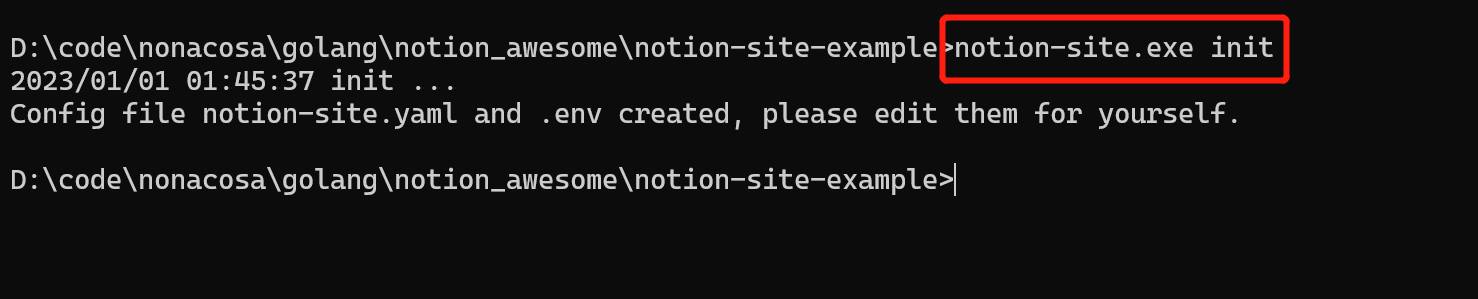 D:\code\nonacosa\golang\notion_awesome\notion-site-example>notion-site.exe init
2023/01/01 01:45:37 init ...
Config file notion-site.yaml and .env created, please edit them for yourself.
D:\code\nonacosa\golang\notion_awesome\notion-site-example>